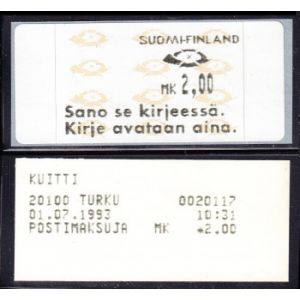 SUOMI-FINLAND
MK 2,00
Sano se kirjeessä.
Kirje avataan aina.
KUITTI
20100 TURKU 0020117
01.07.1993 10:31
POSTIMAKSUJA MK *2.00